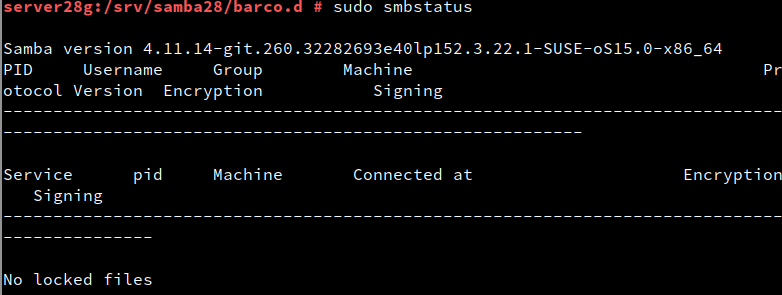 server28g:/srv/samba28/barco.d # sudo smbstatus
Samba version 4.11.14-git.260.32282693e40lp152.3.22.1-SUSE-oS15.0-x86_64
PID     Username     Group        Machine                                   Pr
otocol Version  Encryption           Signing
------------------------------------------------------------------------------
----------------------------------------------------------
Service      pid     Machine       Connected at                     Encryption
   Signing
------------------------------------------------------------------------------
---------------
No locked files